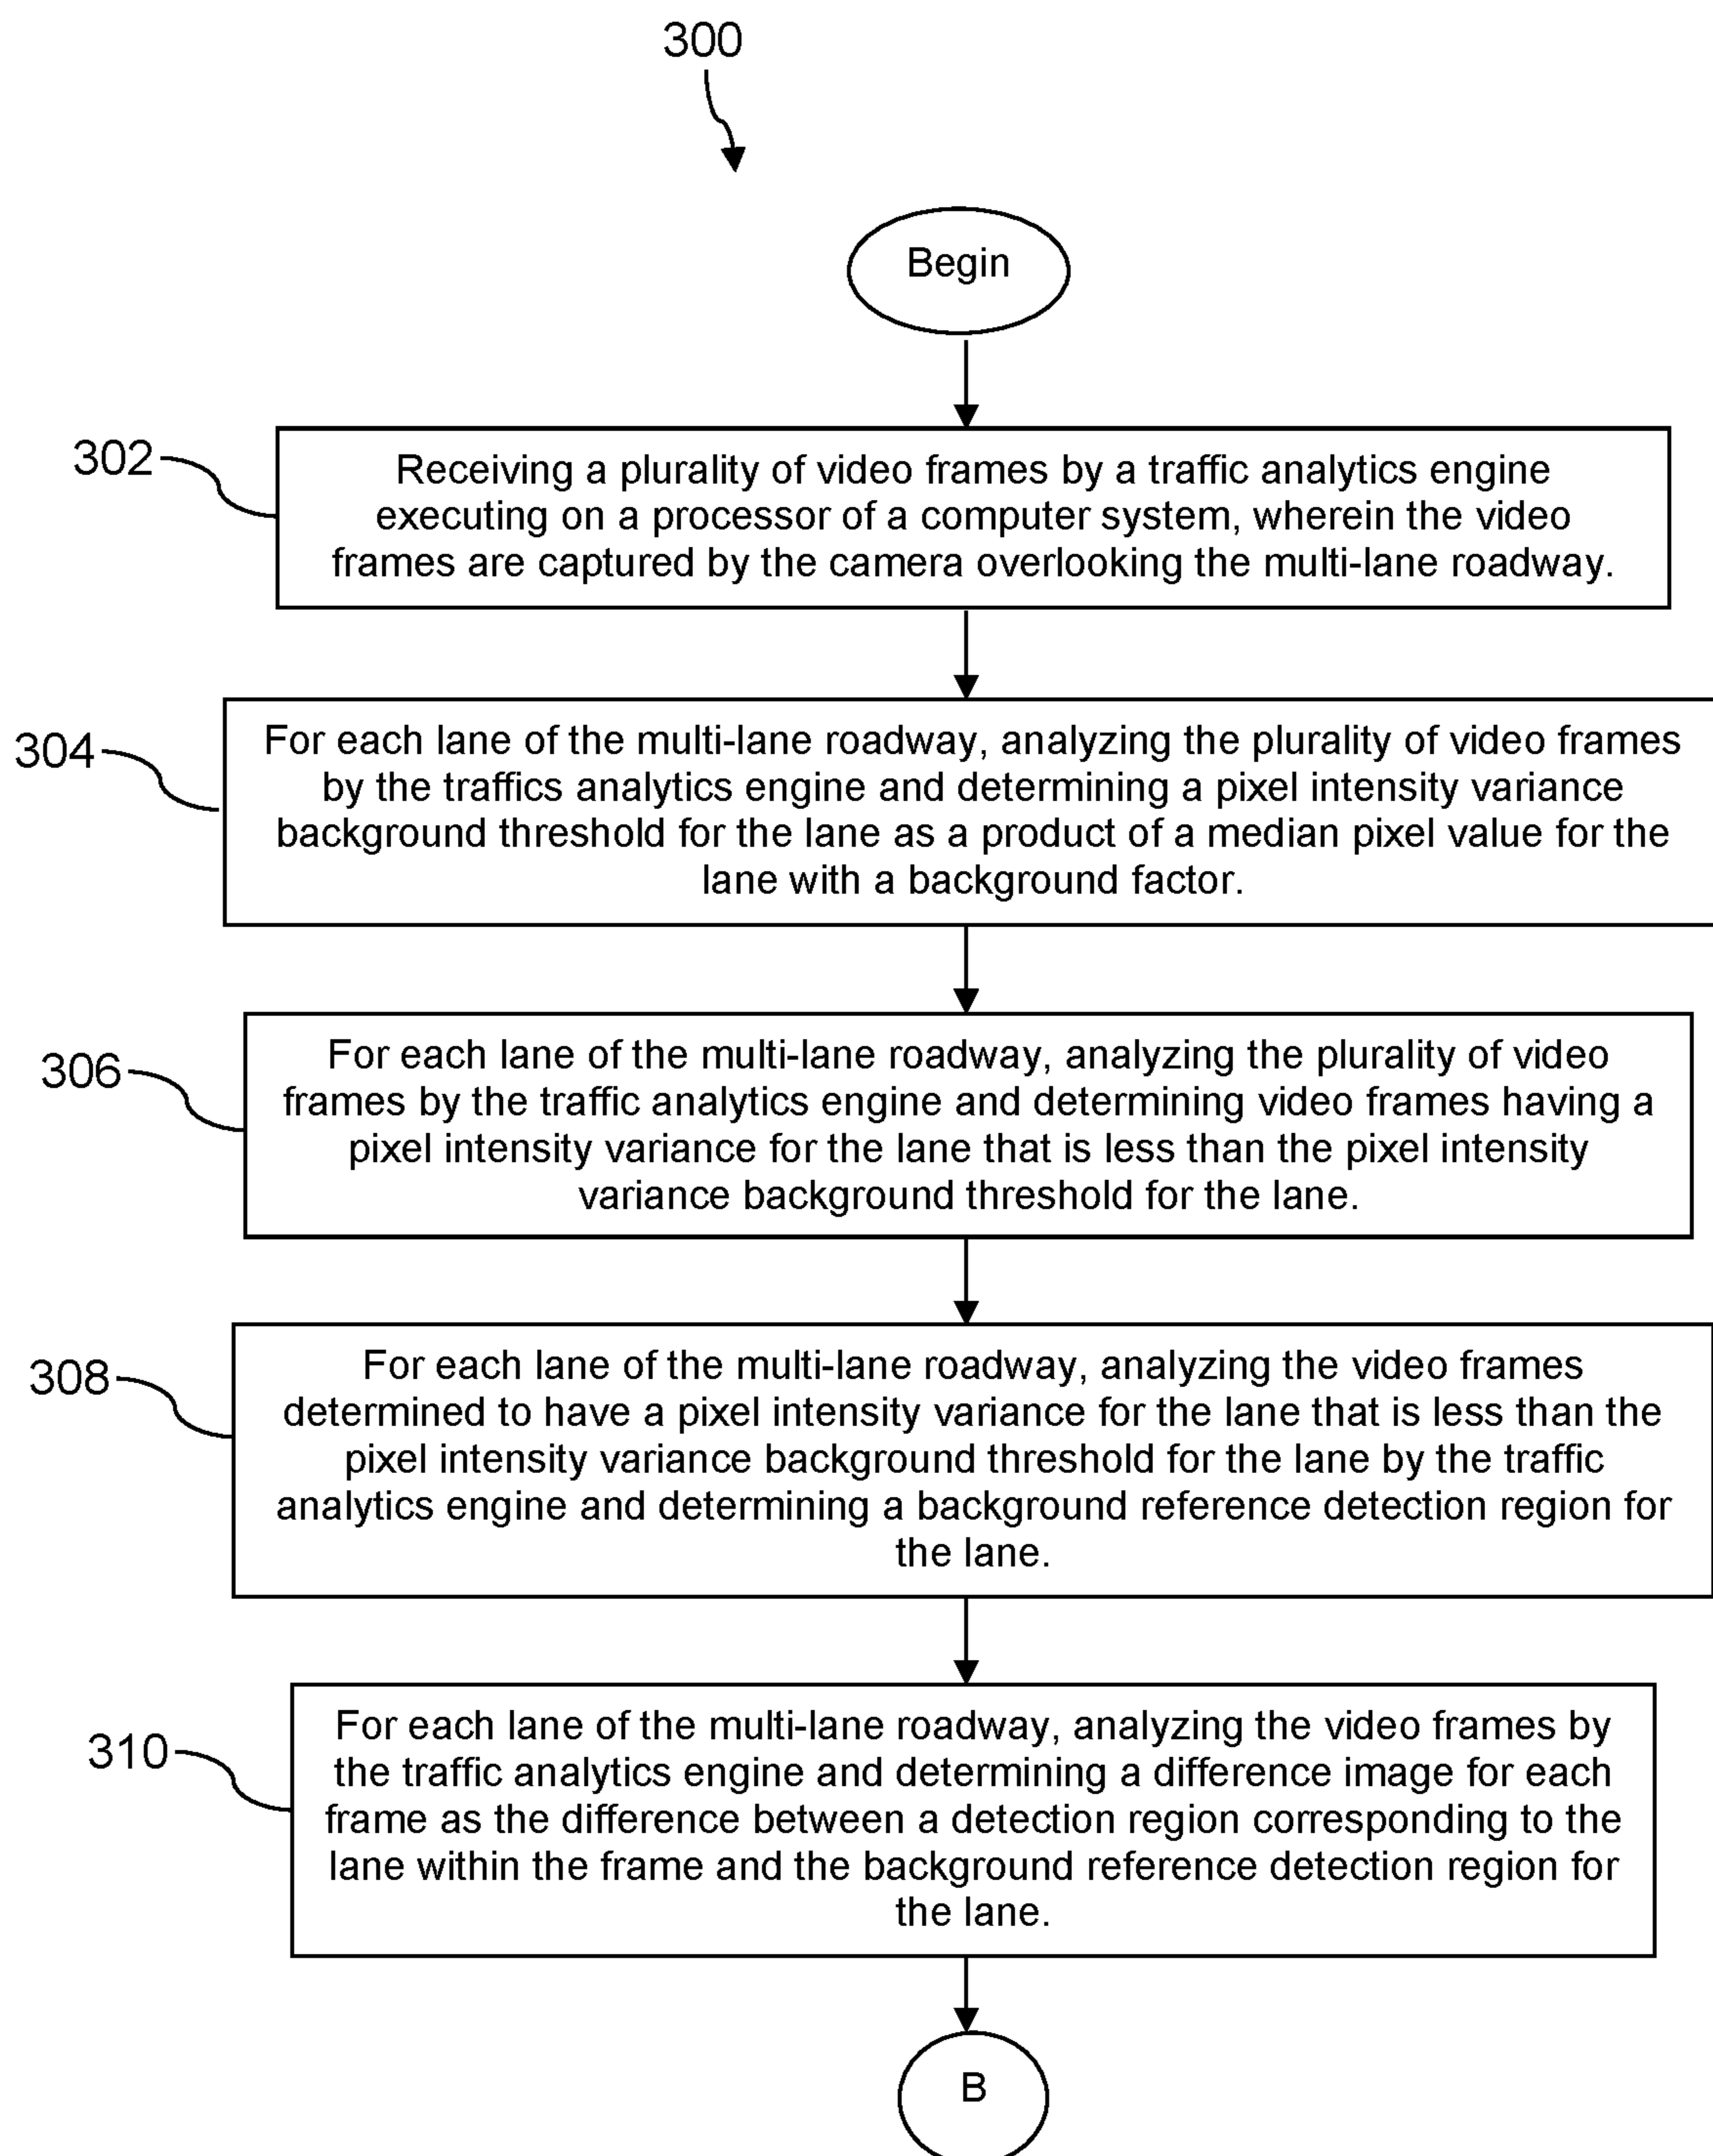 300
Begin
302
Receiving a plurality of video frames by a traffic analytics engine
executing on a processor of a computer system, wherein the video
frames are captured by the camera overlooking the multi-lane roadway.
304
For each lane of the multi-lane roadway, analyzing the plurality of video frames
by the traffics analytics engine and determining a pixel intensity variance
background threshold for the lane as a product of a median pixel value for the
lane with a background factor.
306
For each lane of the multi-lane roadway, analyzing the plurality of video
frames by the traffic analytics engine and determining video frames having a
pixel intensity variance for the lane that is less than the pixel intensity
variance background threshold for the lane.
308
For each lane of the multi-lane roadway, analyzing the video frames
determined to have a pixel intensity variance for the lane that is less than the
pixel intensity variance background threshold for the lane by the traffic
analytics engine and determining a background reference detection region for
the lane.
310
For each lane of the multi-lane roadway, analyzing the video frames by
the traffic analytics engine and determining a difference image for each
frame as the difference between a detection region corresponding to the
lane within the frame and the background reference detection region for
the lane.
B